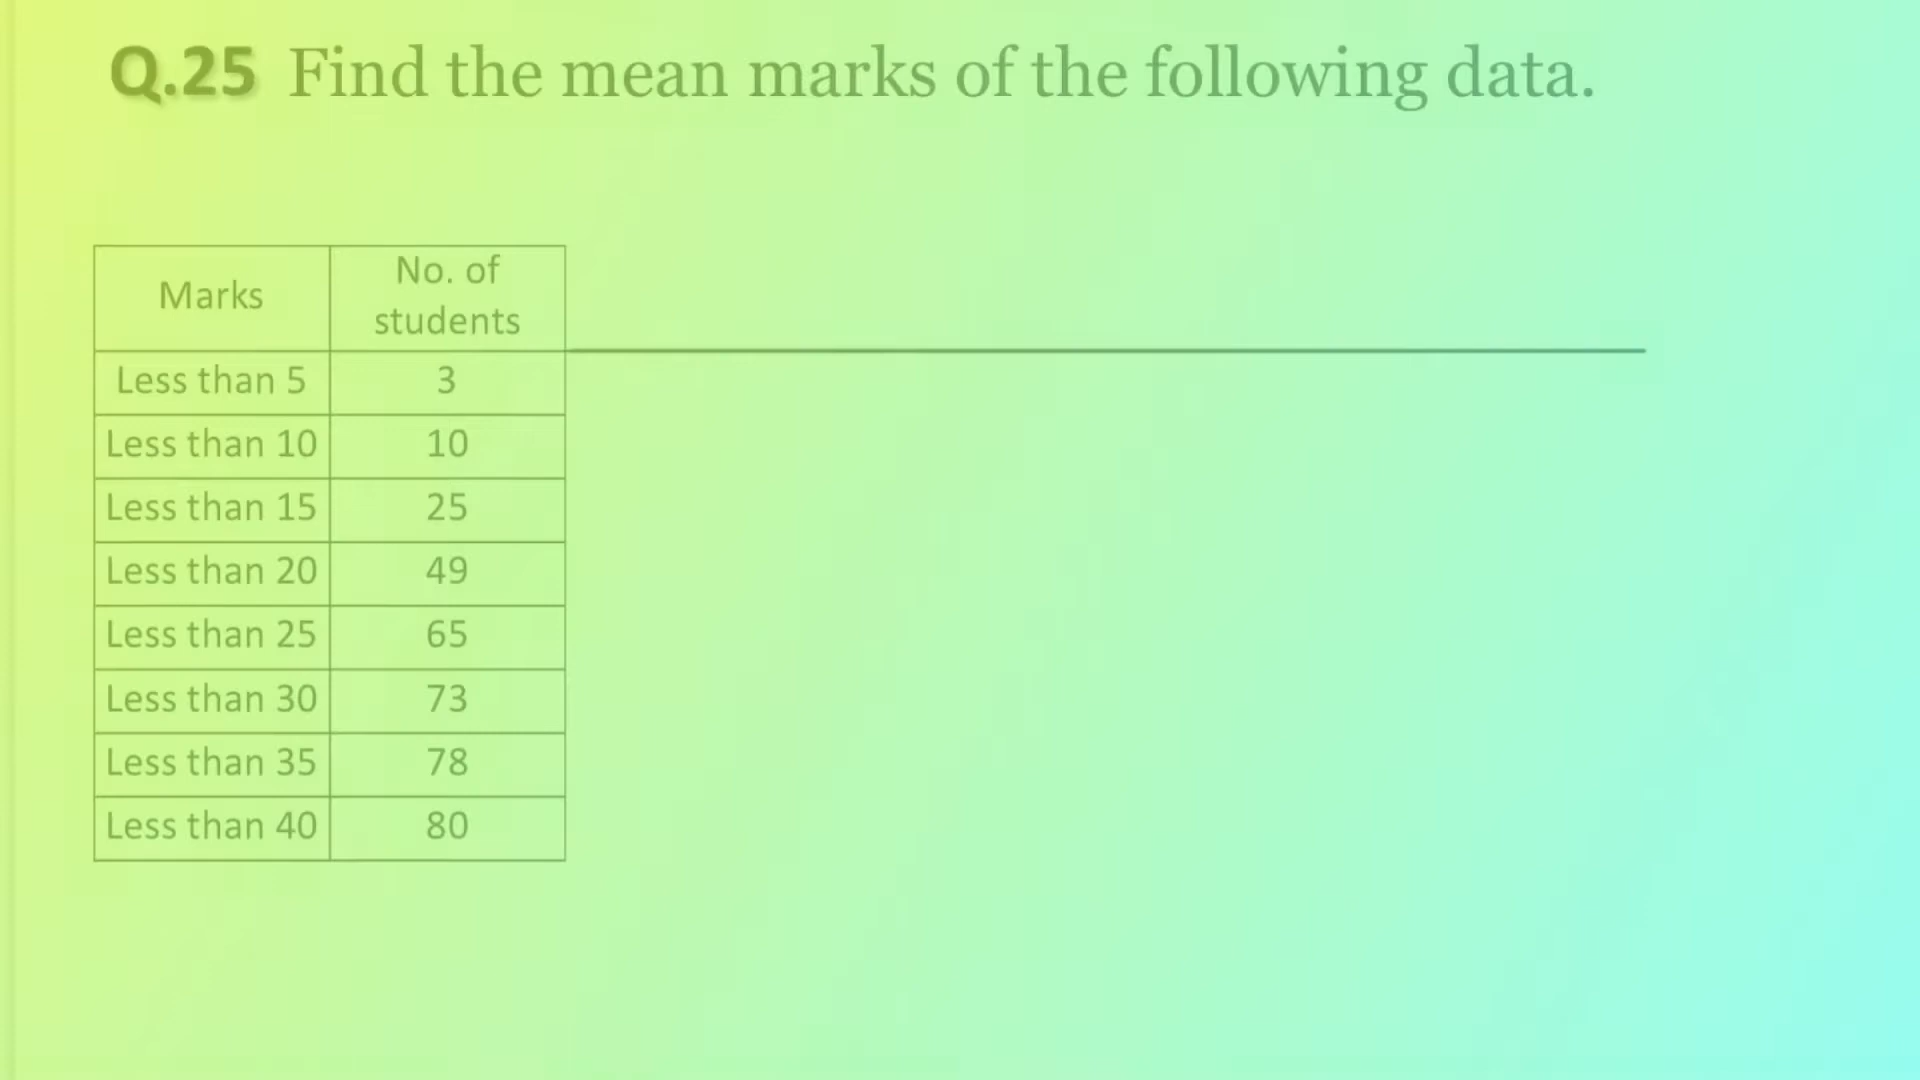 Q.25 Find the mean marks of the following data.
Marks No. of students
Less than 5 3
Less than 10 10
Less than 15 25
Less than 20 49
Less than 25 65
Less than 30 73
Less than 35 78
Less than 40 80